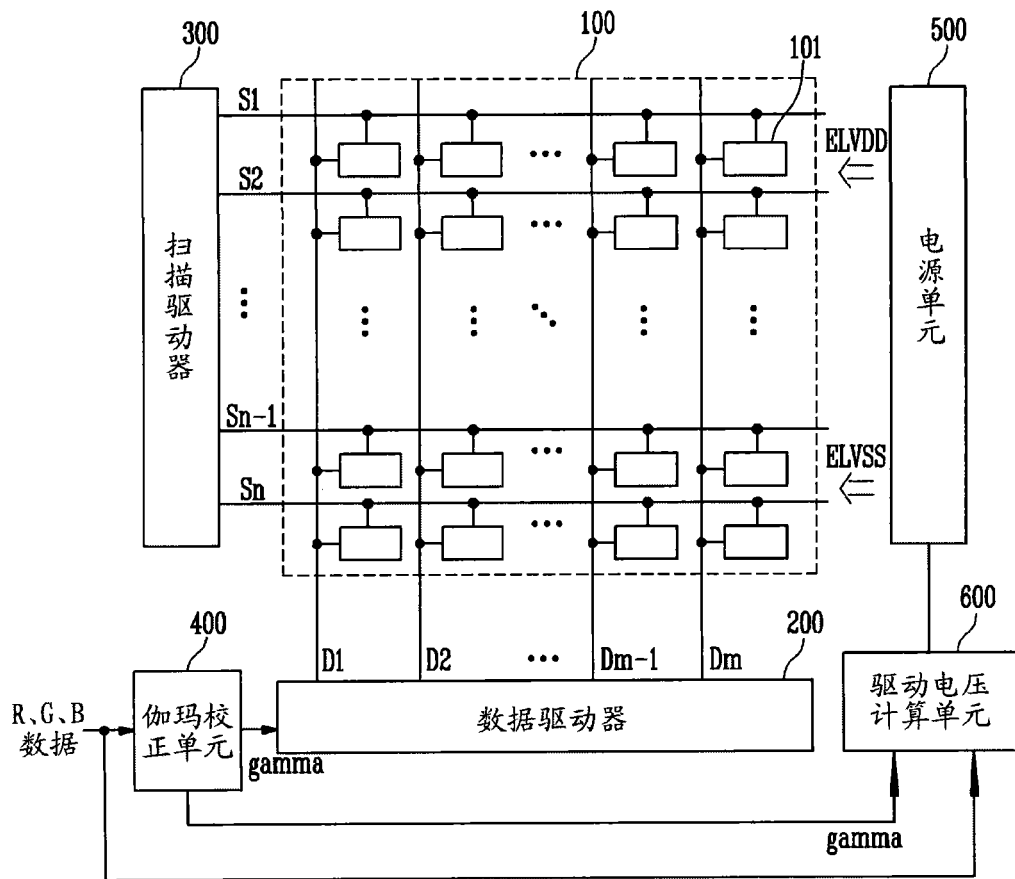 100
300
101
500
S1
ELVDD
S2
扫描驱动器
电源单元
Sn-1
ELVSS
Sn
600
400
200
D1 D2 Dm-1 Dm
R、G、B
数据
伽玛校
正单元
数据驱动器
驱动电压
计算单元
gamma
gamma